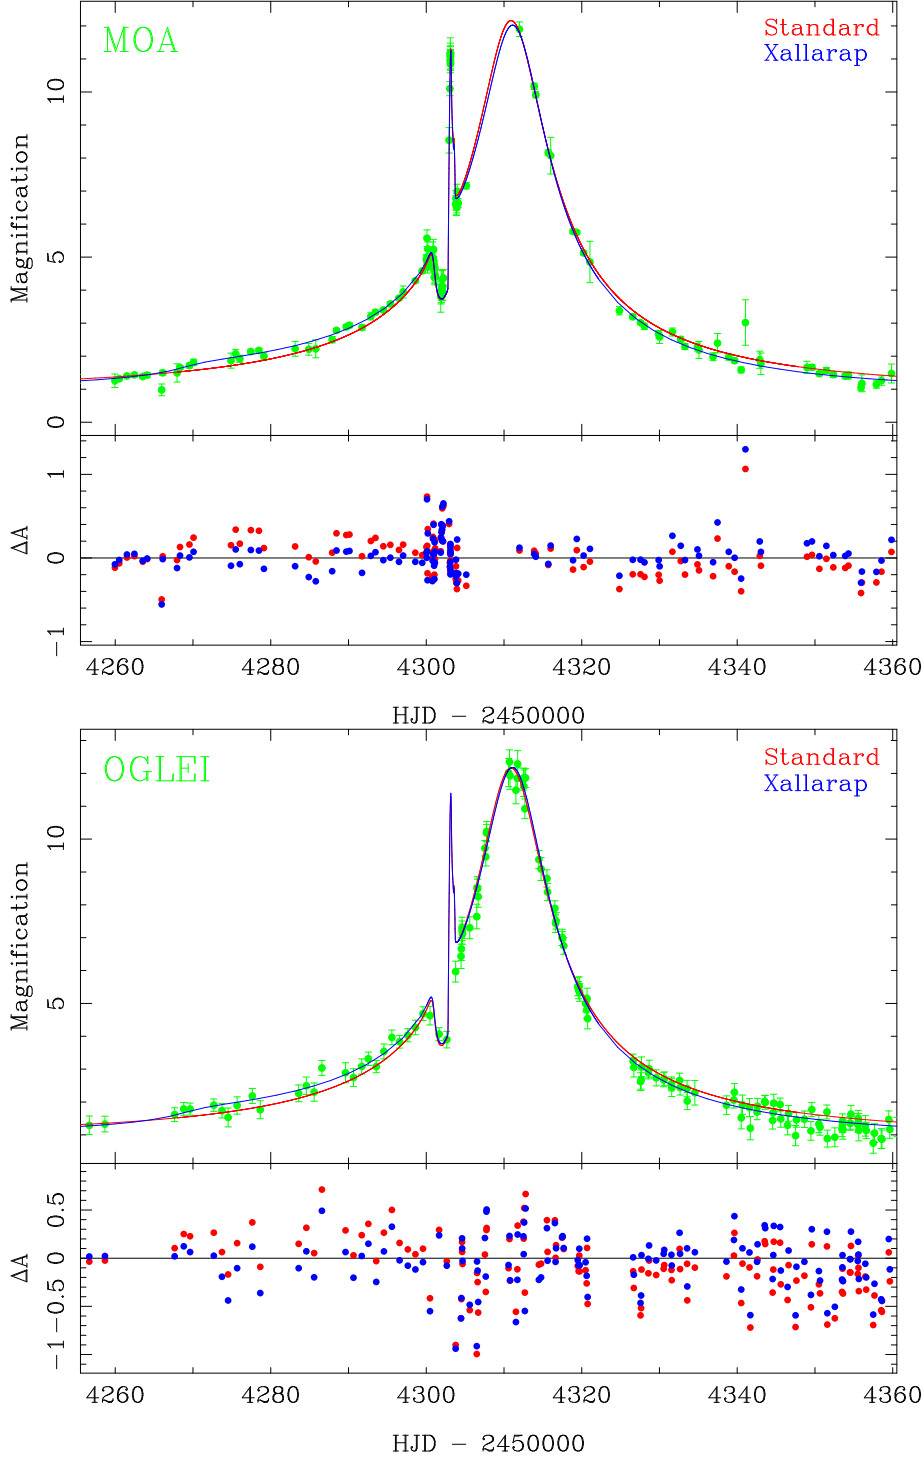 MOA
Standard
Xallarap
Magnification
10
5
0
ΔA
1
0
−1
4260 4280 4300 4320 4340 4360
HJD − 2450000
OGLEI
Standard
Xallarap
Magnification
10
5
ΔA
0.5
0
−0.5
−1
4260 4280 4300 4320 4340 4360
HJD − 2450000